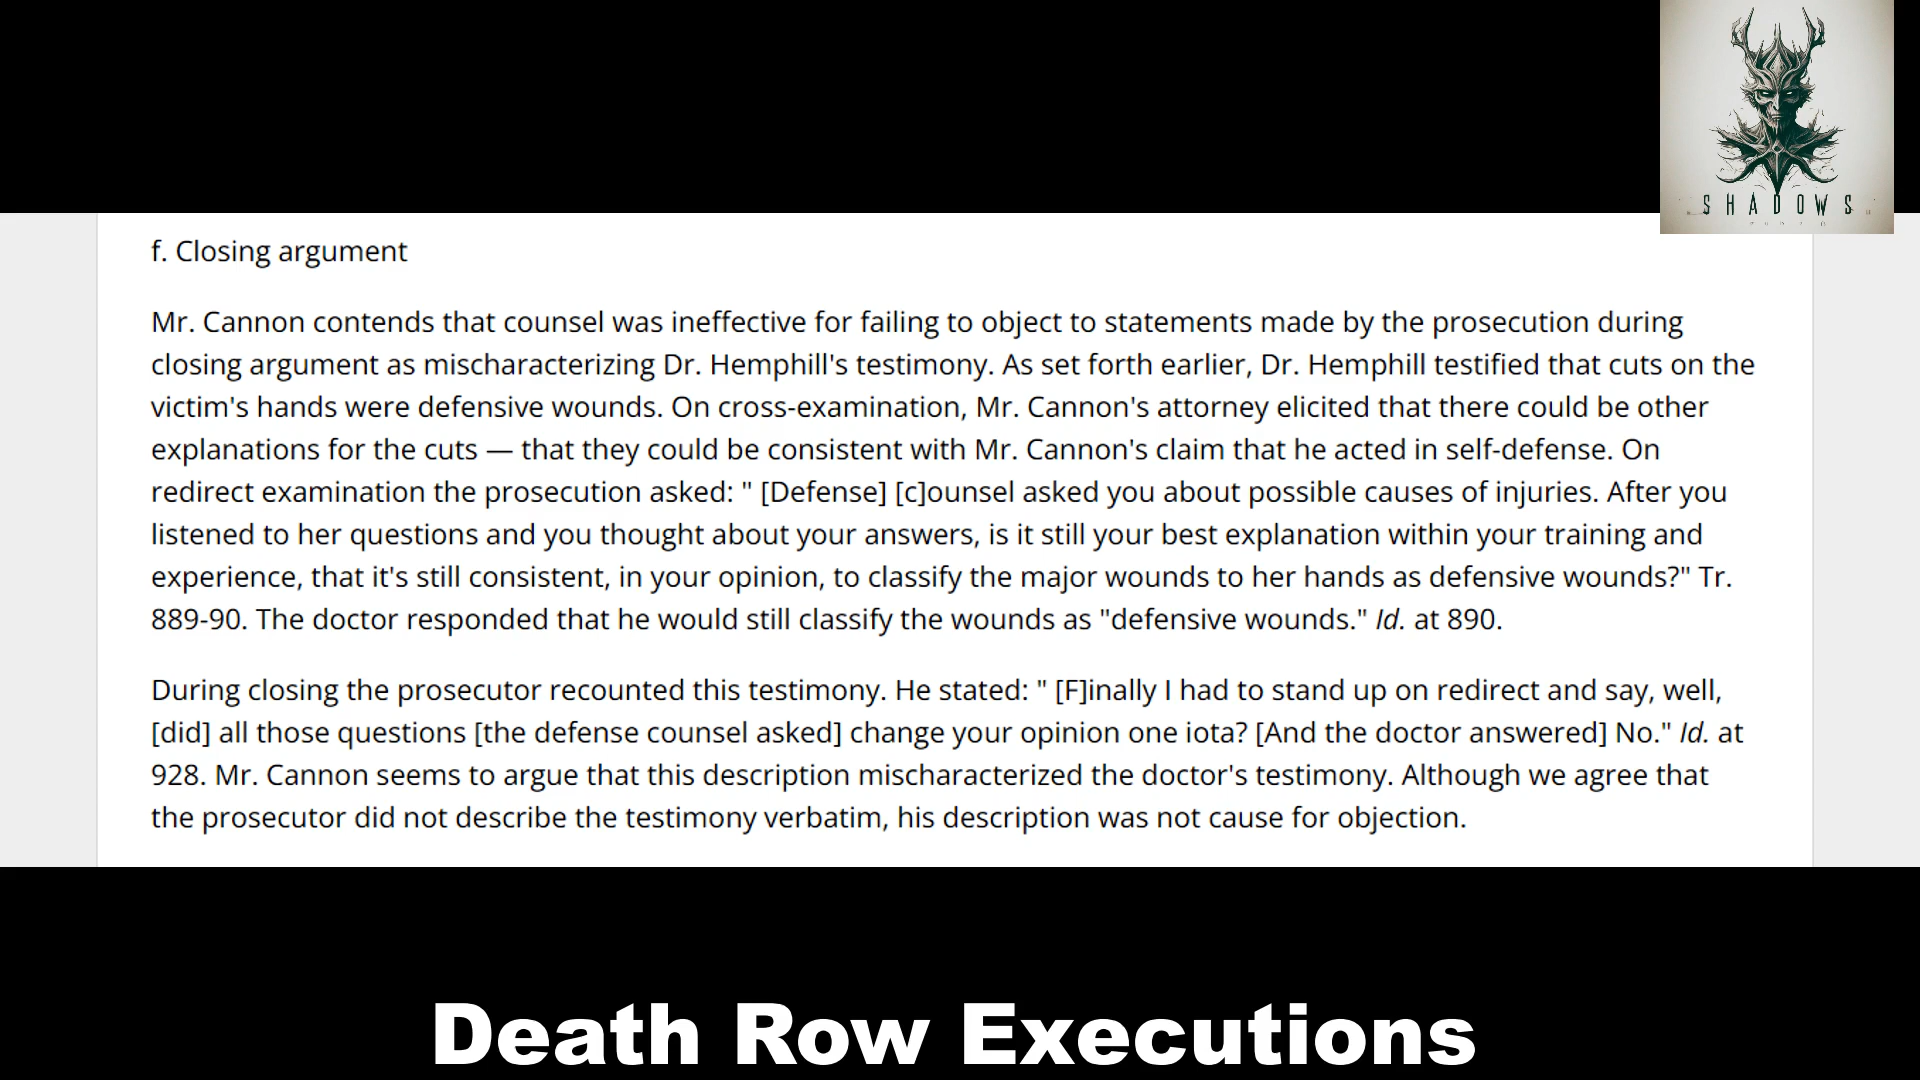 SHADOWS
f. Closing argument
Mr. Cannon contends that counsel was ineffective for failing to object to statements made by the prosecution during
closing argument as mischaracterizing Dr. Hemphill's testimony. As set forth earlier, Dr. Hemphill testified that cuts on the
victim's hands were defensive wounds. On cross-examination, Mr. Cannon's attorney elicited that there could be other
explanations for the cuts — that they could be consistent with Mr. Cannon's claim that he acted in self-defense. On
redirect examination the prosecution asked: " [Defense] [c]ounsel asked you about possible causes of injuries. After you
listened to her questions and you thought about your answers, is it still your best explanation within your training and
experience, that it's still consistent, in your opinion, to classify the major wounds to her hands as defensive wounds?" Tr.
889-90. The doctor responded that he would still classify the wounds as "defensive wounds." Id. at 890.
During closing the prosecutor recounted this testimony. He stated: " [F]inally I had to stand up on redirect and say, well,
[did] all those questions [the defense counsel asked] change your opinion one iota? [And the doctor answered] No." Id. at
928. Mr. Cannon seems to argue that this description mischaracterized the doctor's testimony. Although we agree that
the prosecutor did not describe the testimony verbatim, his description was not cause for objection.
Death Row Executions